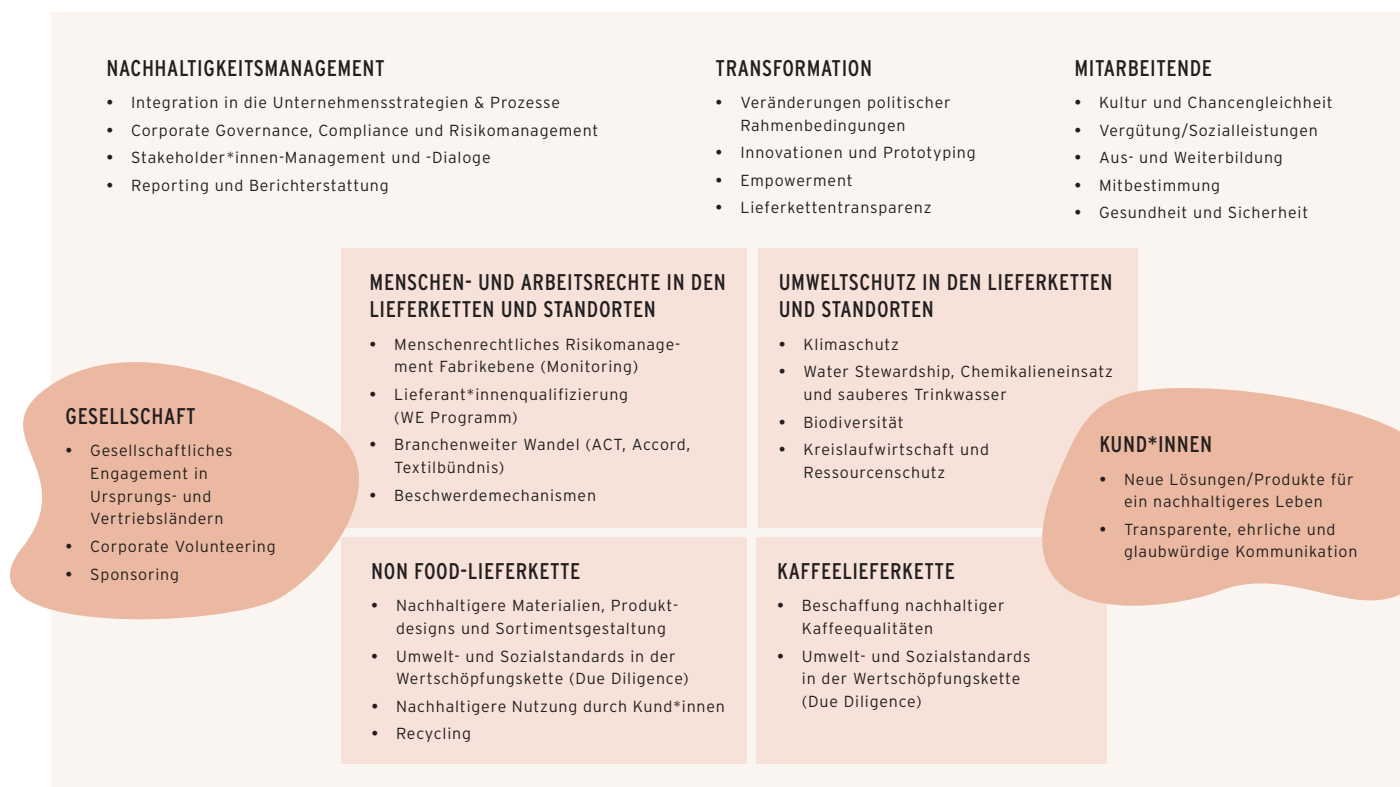 NACHHALTIGKEITSMANAGEMENT
• Integration in die Unternehmensstrategien & Prozesse
• Corporate Governance, Compliance und Risikomanagement
• Stakeholder*innen-Management und -Dialoge
• Reporting und Berichterstattung
TRANSFORMATION
• Veränderungen politischer
Rahmenbedingungen
• Innovationen und Prototyping
• Empowerment
• Lieferkettentransparenz
MITARBEITENDE
• Kultur und Chancengleichheit
• Vergütung/Sozialleistungen
• Aus- und Weiterbildung
• Mitbestimmung
• Gesundheit und Sicherheit
MENSCHEN- UND ARBEITSRECHTE IN DEN
LIEFERKETTEN UND STANDORTEN
• Menschenrechtliches Risikomanage-
ment Fabrikebene (Monitoring)
• Lieferant*innenqualifizierung
(WE Programm)
• Branchenweiter Wandel (ACT, Accord,
Textilbündnis)
• Beschwerdemechanismen
UMWELTSCHUTZ IN DEN LIEFERKETTEN
UND STANDORTEN
• Klimaschutz
• Water Stewardship, Chemikalieneinsatz
und sauberes Trinkwasser
• Biodiversität
• Kreislaufwirtschaft und
Ressourcenschutz
GESELLSCHAFT
• Gesellschaftliches
Engagement in
Ursprungs- und
Vertriebsländern
• Corporate Volunteering
• Sponsoring
KUND*INNEN
• Neue Lösungen/Produkte für
ein nachhaltigeres Leben
• Transparente, ehrliche und
glaubwürdige Kommunikation
NON FOOD-LIEFERKETTE
• Nachhaltigere Materialien, Produkt-
designs und Sortimentsgestaltung
• Umwelt- und Sozialstandards in der
Wertschöpfungskette (Due Diligence)
• Nachhaltigere Nutzung durch Kund*innen
• Recycling
KAFFEELIEFERKETTE
• Beschaffung nachhaltiger
Kaffeequalitäten
• Umwelt- und Sozialstandards
in der Wertschöpfungskette
(Due Diligence)